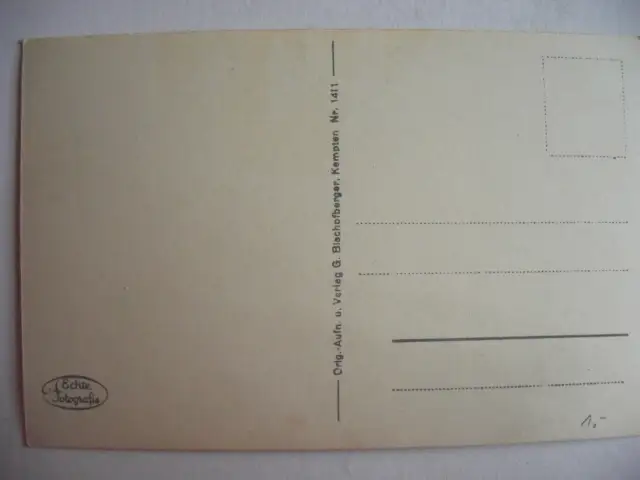 Orig.-Aufn. u. Verlag G. Bischofberger, Kempten Nr. 1411
Echte
Fotografie
1,-